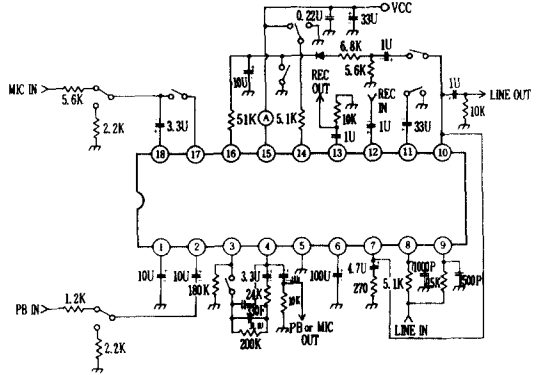 0.22U
33U
VCC
6.8K
1U
5.6K
10U
REC
OUT
REC
IN
1U
LINE OUT
10K
MIC IN
5.6K
2.2K
3.3U
51K
A
5.1K
10K
1U
1U
33U
18
17
16
15
14
13
12
11
10
1
2
3
4
5
6
7
8
9
10U
10U
180K
3.3U
24K
200K
10K
100U
4.7U
270
5.1K
1000P
1500P
PB or MIC
OUT
LINE IN
PB IN
1.2K
2.2K